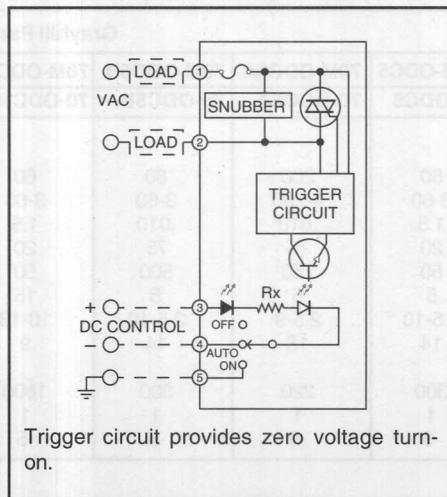 LOAD 1
VAC
SNUBBER
LOAD 2
TRIGGER
CIRCUIT
Rx
+ 3
OFF
DC CONTROL
- 4
AUTO
ON
5
Trigger circuit provides zero voltage turn-
on.